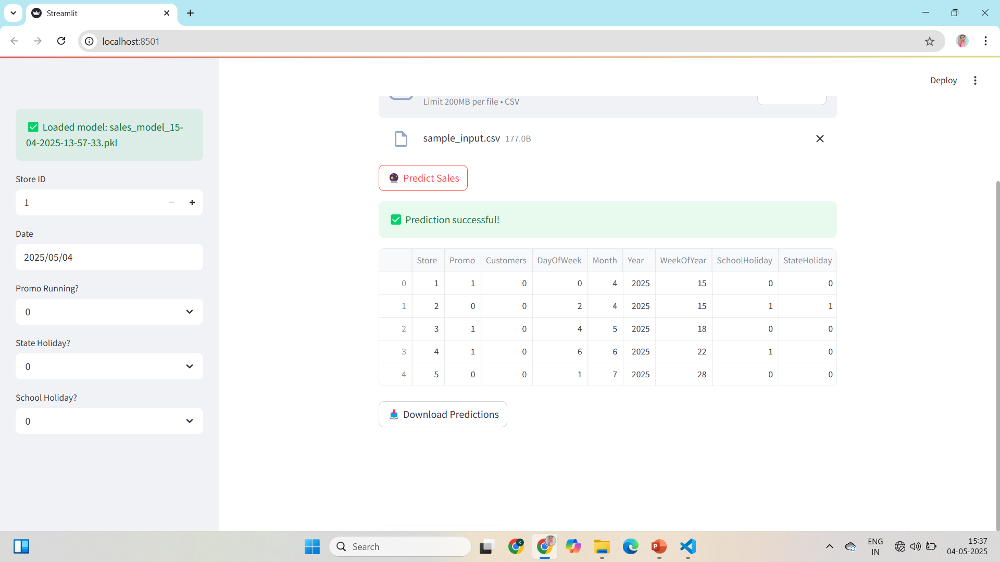 Streamlit
localhost:8501
Deploy
Loaded model: sales_model_15-
04-2025-13-57-33.pkl
Store ID
1
Date
2025/05/04
Promo Running?
0
State Holiday?
0
School Holiday?
0
Limit 200MB per file • CSV
sample_input.csv 177.0B
Predict Sales
Prediction successful!
Store Promo Customers DayOfWeek Month Year WeekOfYear SchoolHoliday StateHoliday
0 1 1 0 0 4 2025 15 0 0
1 2 0 0 2 4 2025 15 1 1
2 3 1 0 4 5 2025 18 0 0
3 4 1 0 6 6 2025 22 1 0
4 5 0 0 1 7 2025 28 0 0
Download Predictions
Search
K
P
ENG
IN
15:37
04-05-2025